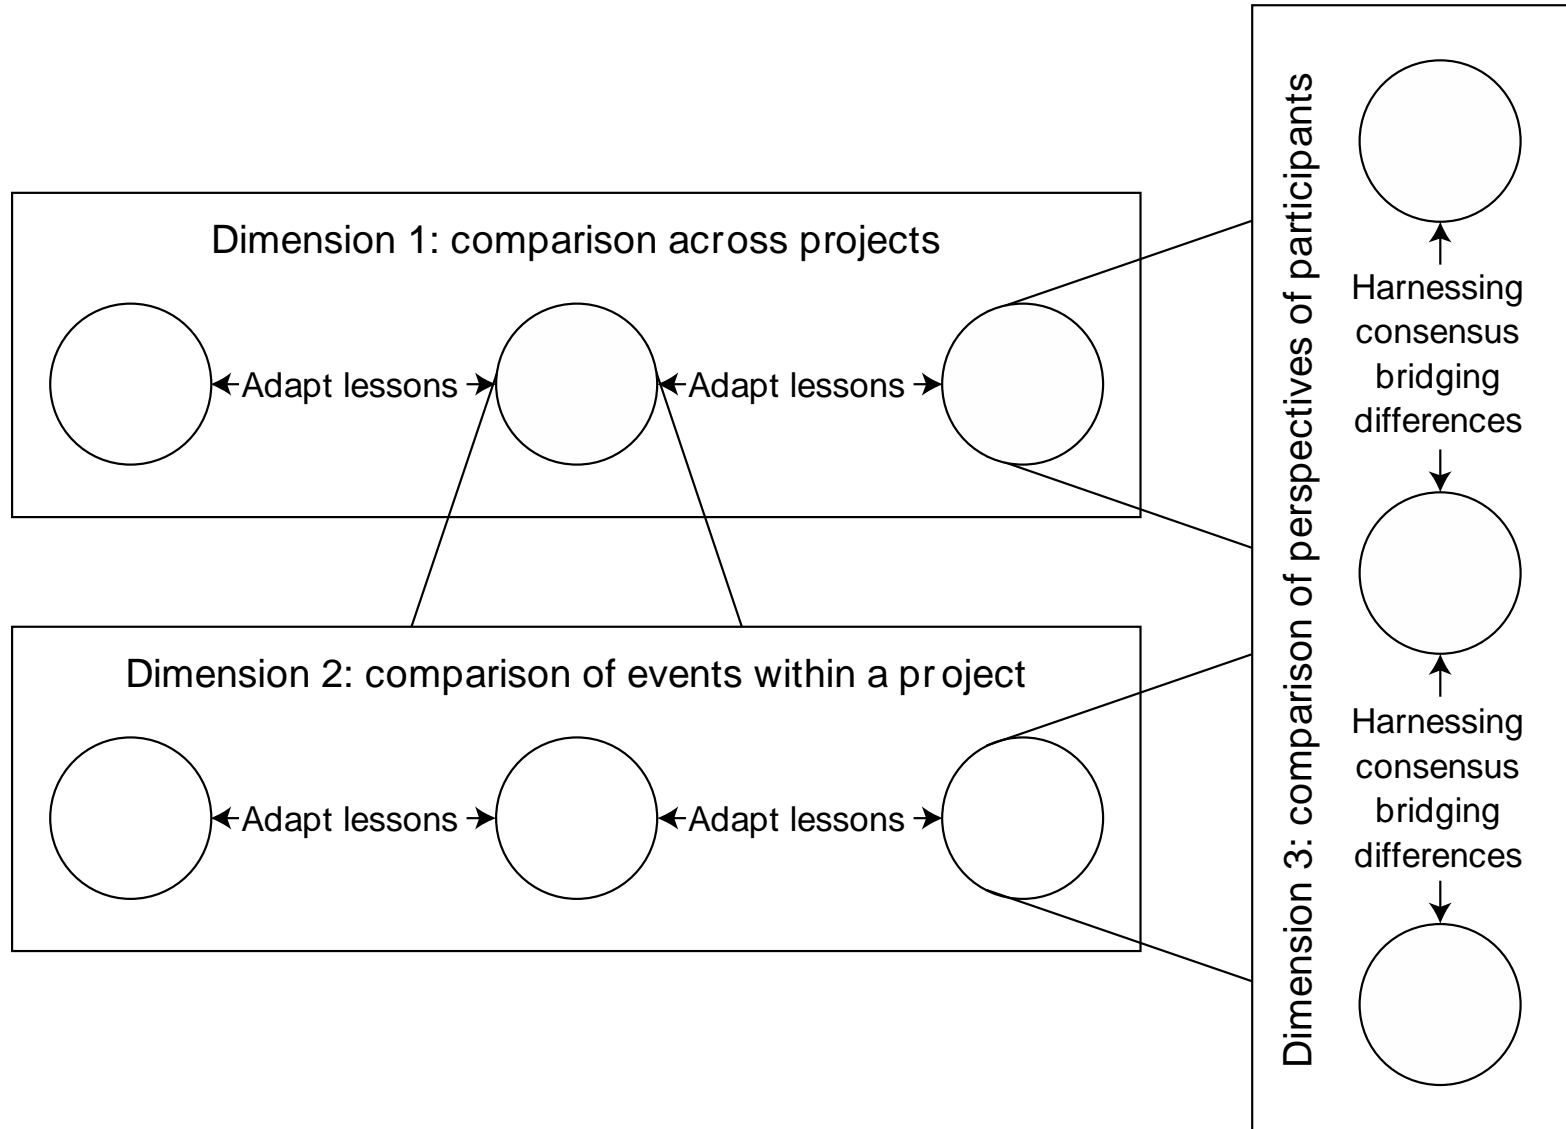 Dimension 1: comparison across projects
Adapt lessons
Adapt lessons
Dimension 2: comparison of events within a project
Adapt lessons
Adapt lessons
Dimension 3: comparison of perspectives of participants
Harnessing
consensus
bridging
differences
Harnessing
consensus
bridging
differences